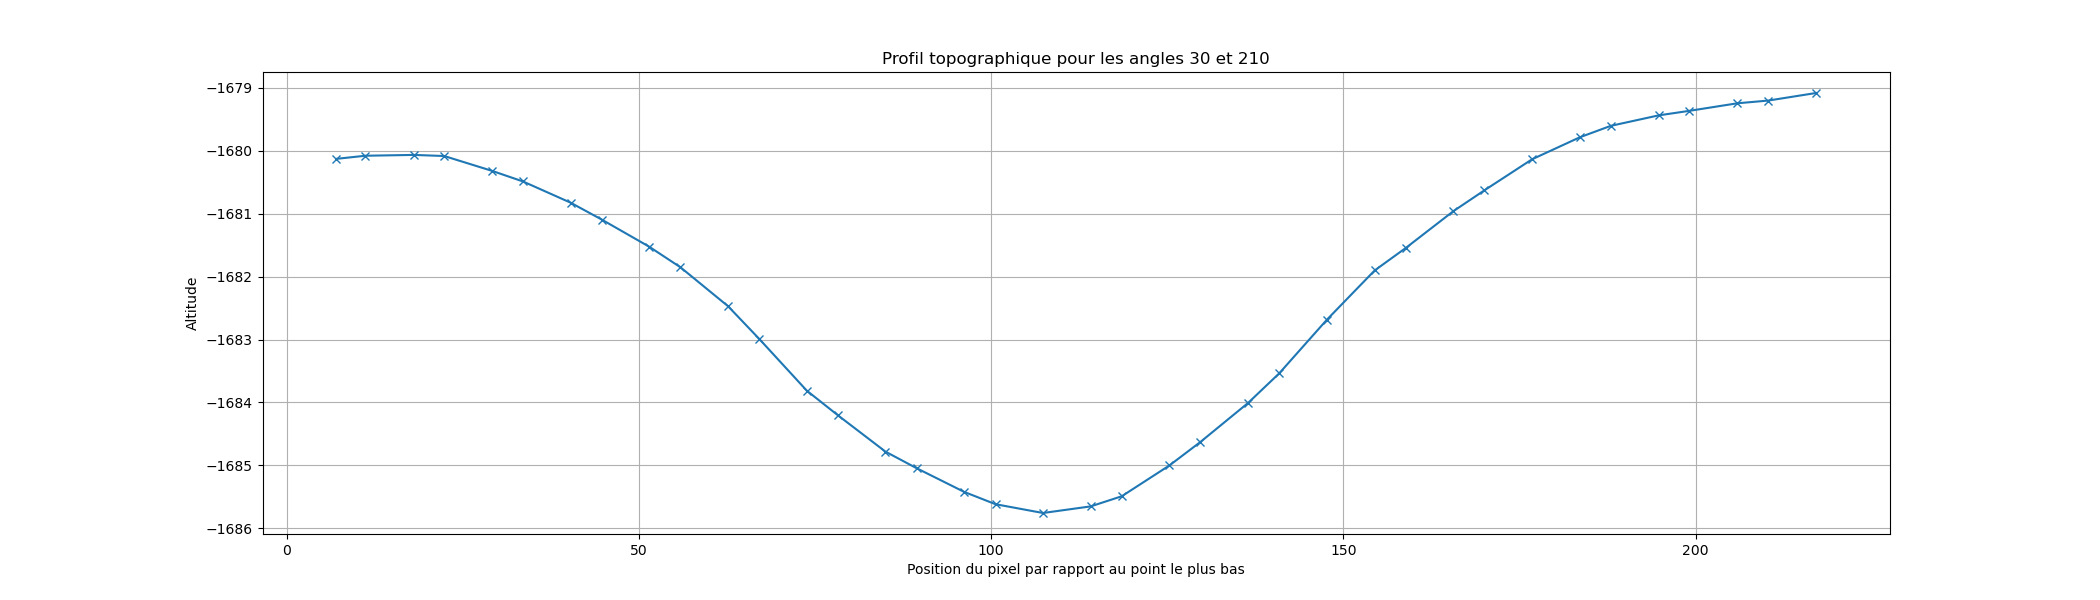 Profil topographique pour les angles 30 et 210
−1679
−1680
−1681
−1682
−1683
−1684
−1685
−1686
Altitude
0 50 100 150 200
Position du pixel par rapport au point le plus bas